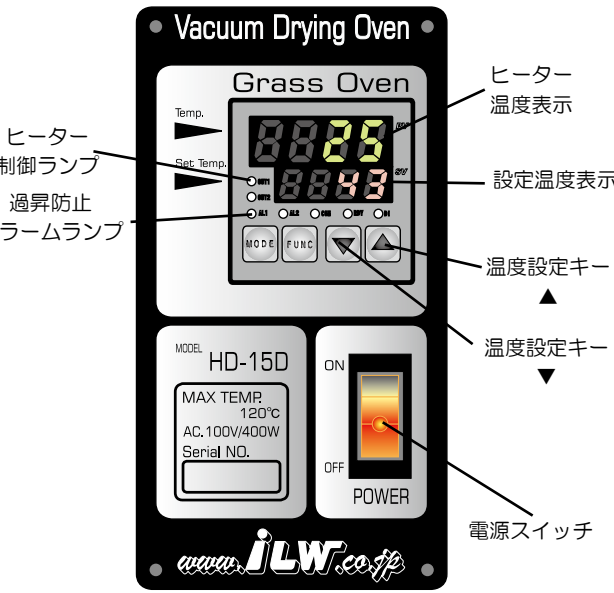 Vacuum Drying Oven
Grass Oven
Temp.
25
PV
Set Temp.
43
SV
OUT1
OUT2
AL1 AL2 COM RDY DI
MODE FUNC
ヒーター
温度表示
設定温度表示
ヒーター
制御ランプ
過昇防止
ラームランプ
温度設定キー
▲
温度設定キー
▼
MODEL HD-15D
MAX TEMP.
120℃
AC.100V/400W
Serial NO.
ON
OFF
POWER
電源スイッチ
www.iLW.co.jp